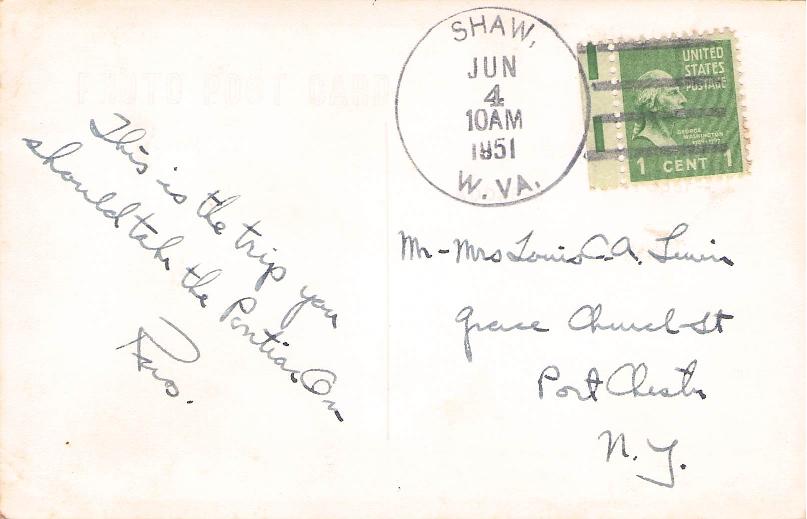 PHOTO POST CARD
SHAW,
JUN
4
10AM
1951
W. VA.
UNITED
STATES
POSTAGE
GEORGE
WASHINGTON
1 CENT 1
This is the trip you
should take the Pontiac On
Mr-Mrs Louis C.A. Lewin
Grace Church St
Port Chester
N.Y.